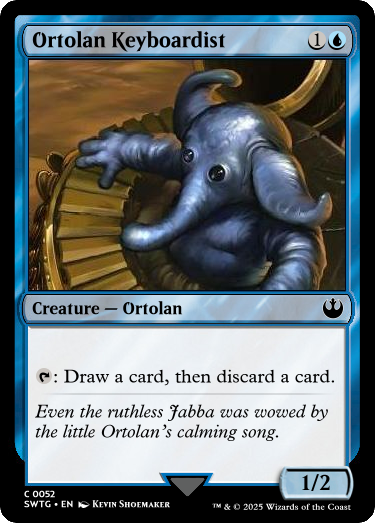 Ortolan Keyboardist 1
Creature — Ortolan
: Draw a card, then discard a card.
Even the ruthless Jabba was wowed by
the little Ortolan's calming song.
1/2
C 0052
SWTG • EN Kevin Shoemaker
™ & © 2025 Wizards of the Coast